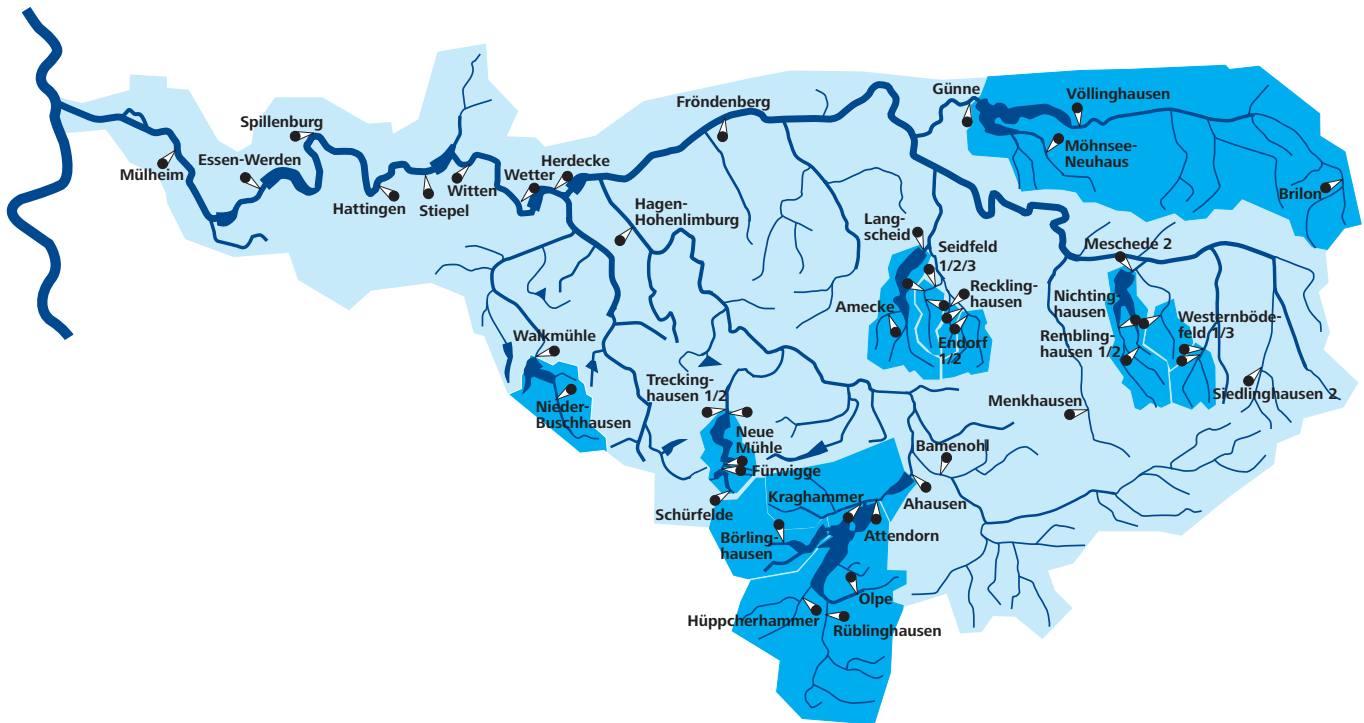 Günne
Völlinghausen
Fröndenberg
Spillenburg
Möhnsee-
Neuhaus
Essen-Werden
Herdecke
Mülheim
Wetter
Witten
Brilon
Hattingen
Stiepel
Hagen-
Hohenlimburg
Lang-
scheid
Seidfeld
1/2/3
Meschede 2
Reckling-
hausen
Nichting-
hausen
Amecke
Westernböde-
feld 1/3
Endorf
1/2
Rembling-
hausen 1/2
Walkmühle
Trecking-
hausen 1/2
Siedlinghausen 2
Menkhausen
Nieder-
Buschhausen
Neue
Mühle
Bamenohl
Fürwigge
Kraghammer
Ahausen
Schürfelde
Börling-
hausen
Attendorn
Olpe
Hüppcherhammer
Rüblinghausen